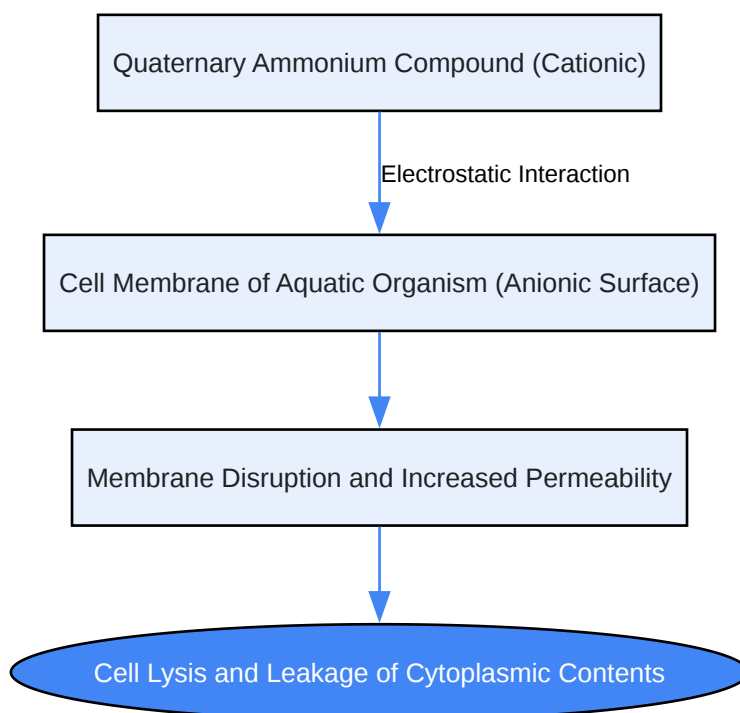 Quaternary Ammonium Compound (Cationic)
Electrostatic Interaction
Cell Membrane of Aquatic Organism (Anionic Surface)
Membrane Disruption and Increased Permeability
Cell Lysis and Leakage of Cytoplasmic Contents